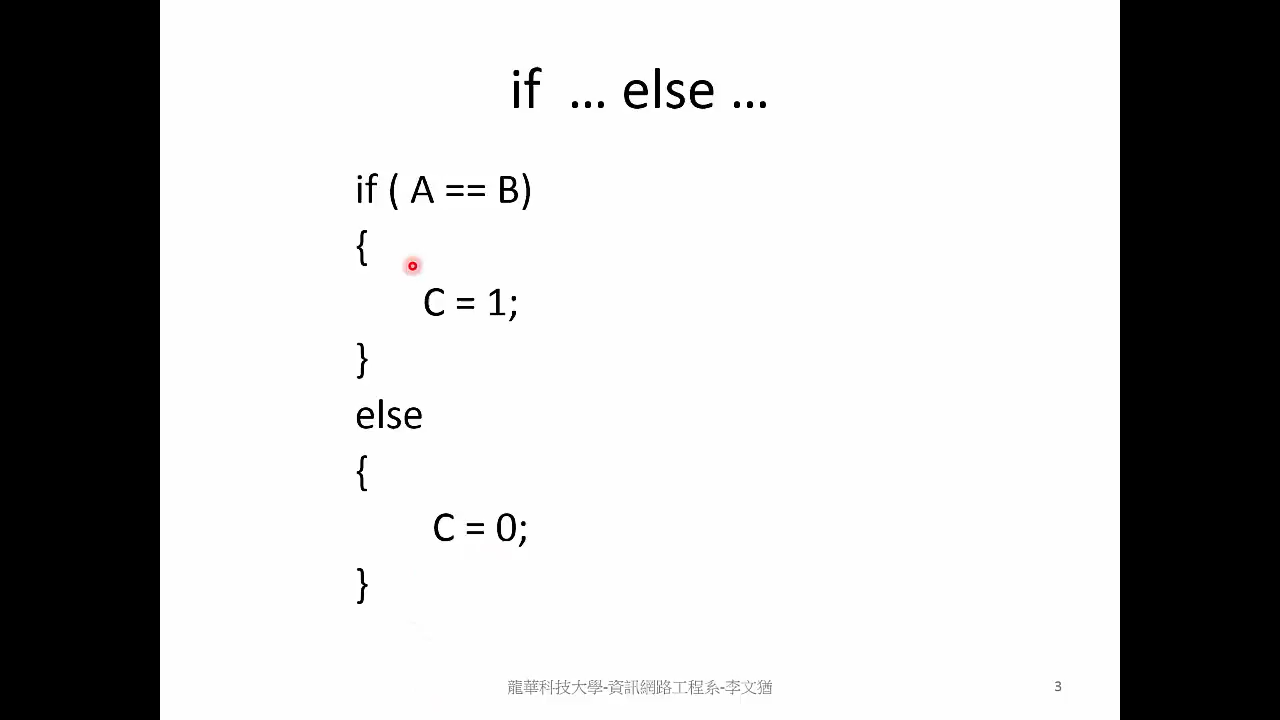 if … else …
if ( A == B)
{
C = 1;
}
else
{
C = 0;
}
龍華科技大學-資訊網路工程系-李文猶
3